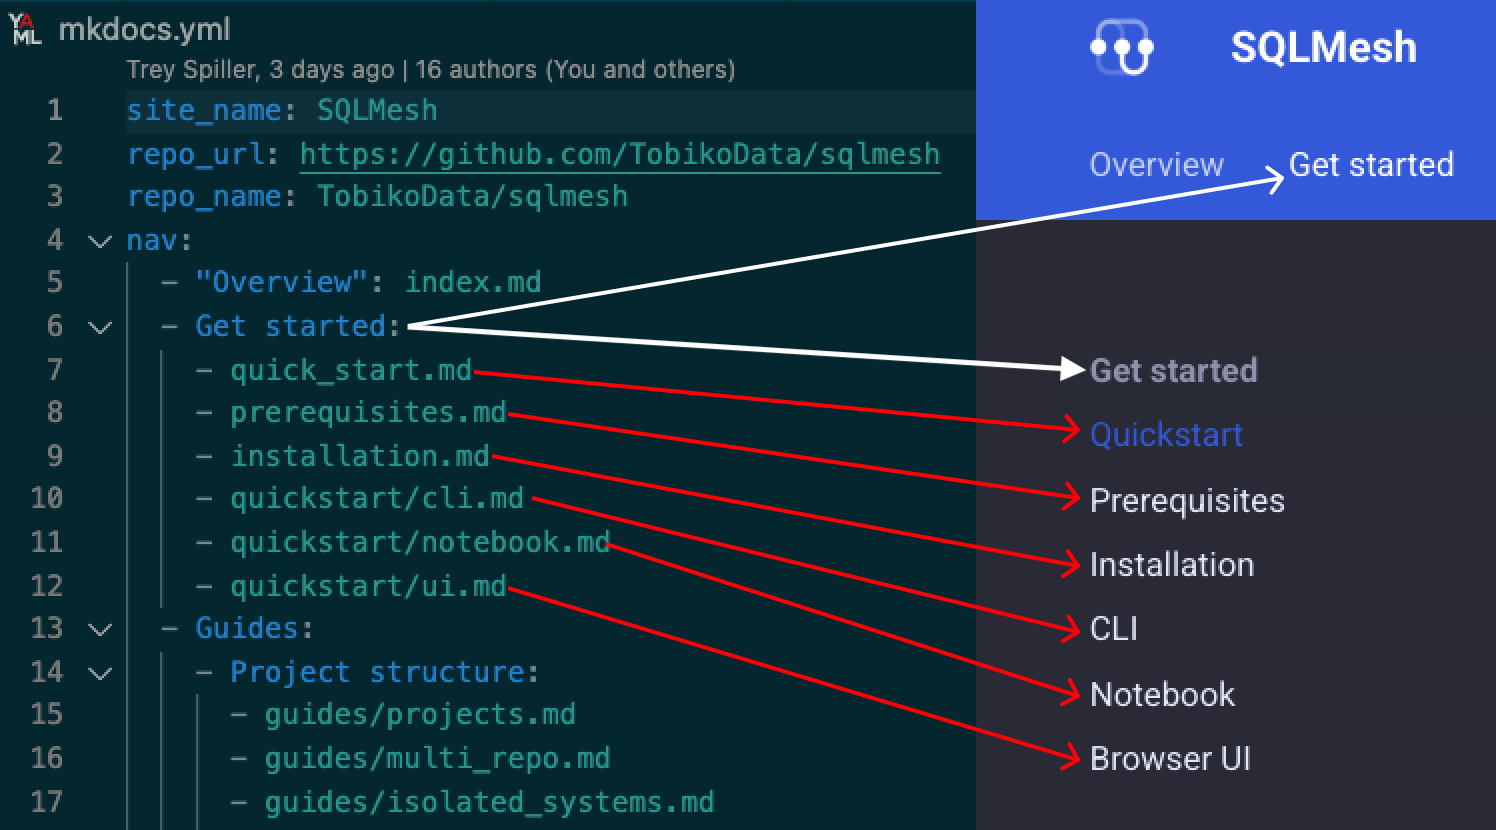 YAML mkdocs.yml
Trey Spiller, 3 days ago | 16 authors (You and others)
1 site_name: SQLMesh
2 repo_url: https://github.com/TobikoData/sqlmesh
3 repo_name: TobikoData/sqlmesh
4 nav:
5 - "Overview": index.md
6 - Get started:
7 - quick_start.md
8 - prerequisites.md
9 - installation.md
10 - quickstart/cli.md
11 - quickstart/notebook.md
12 - quickstart/ui.md
13 - Guides:
14 - Project structure:
15 - guides/projects.md
16 - guides/multi_repo.md
17 - guides/isolated_systems.md
SQLMesh
Overview Get started
Get started
Quickstart
Prerequisites
Installation
CLI
Notebook
Browser UI